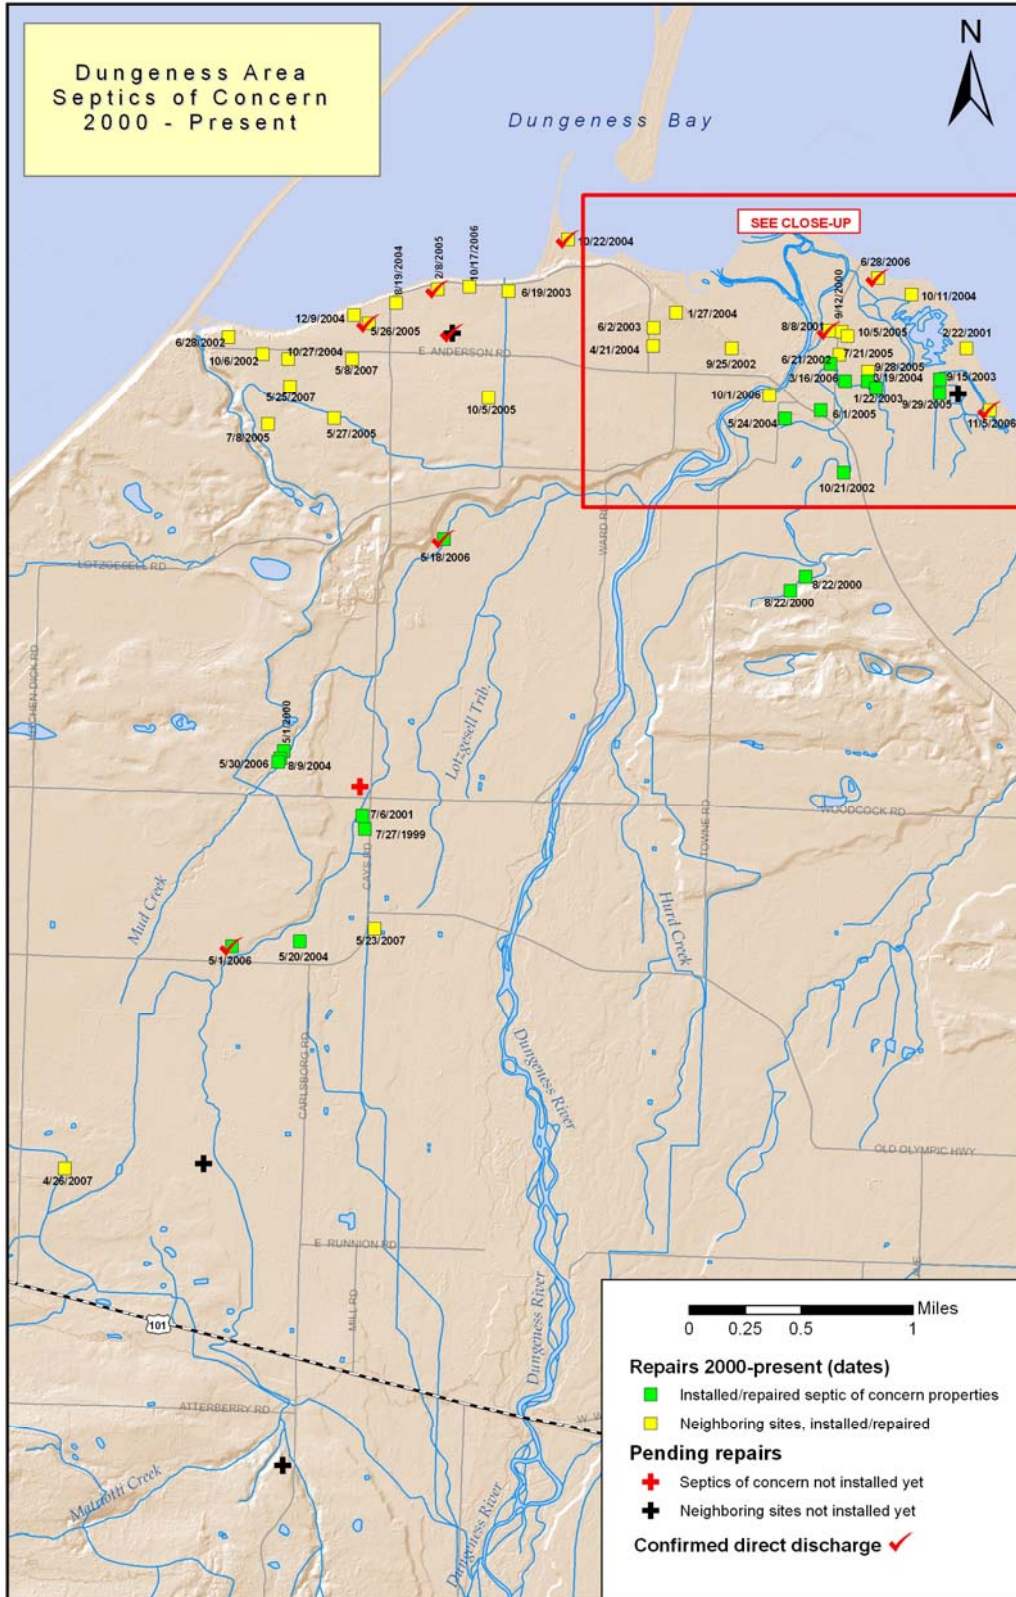 Dungeness Area
Septics of Concern
2000 - Present
N
Dungeness Bay
SEE CLOSE-UP
10/22/2004
8/19/2004
2/8/2005
10/17/2006
6/19/2003
12/9/2004
5/26/2005
6/28/2002
10/6/2002
10/27/2004
5/8/2007
E ANDERSON RD
5/25/2007
7/8/2005
5/27/2005
10/5/2005
1/27/2004
6/2/2003
4/21/2004
9/25/2002
6/28/2006
10/11/2004
9/12/2000
8/8/2001
10/5/2005
2/22/2001
6/21/2002
7/21/2005
9/28/2005
3/16/2006
3/19/2004
9/15/2003
1/22/2003
9/29/2005
10/1/2006
5/24/2004
6/1/2005
11/5/2006
10/21/2002
WARD RD
5/18/2006
LOTZGESELL RD
8/22/2000
8/22/2000
KITCHEN-DICK RD
Lotzgesell Trib.
5/1/2000
5/30/2006
8/9/2004
7/6/2001
7/27/1999
WOODCOCK RD
TOWNE RD
CAYS RD
Mud Creek
Hurd Creek
5/23/2007
5/1/2006
5/20/2004
CARLSBORG RD
Dungeness River
OLD OLYMPIC HWY
4/26/2007
E RUNNION RD
MILL RD
Dungeness River
101
ATTERBERRY RD
Matriotti Creek
Dungeness River
AVE
W W
Miles
0 0.25 0.5 1
Repairs 2000-present (dates)
Installed/repaired septic of concern properties
Neighboring sites, installed/repaired
Pending repairs
Septics of concern not installed yet
Neighboring sites not installed yet
Confirmed direct discharge